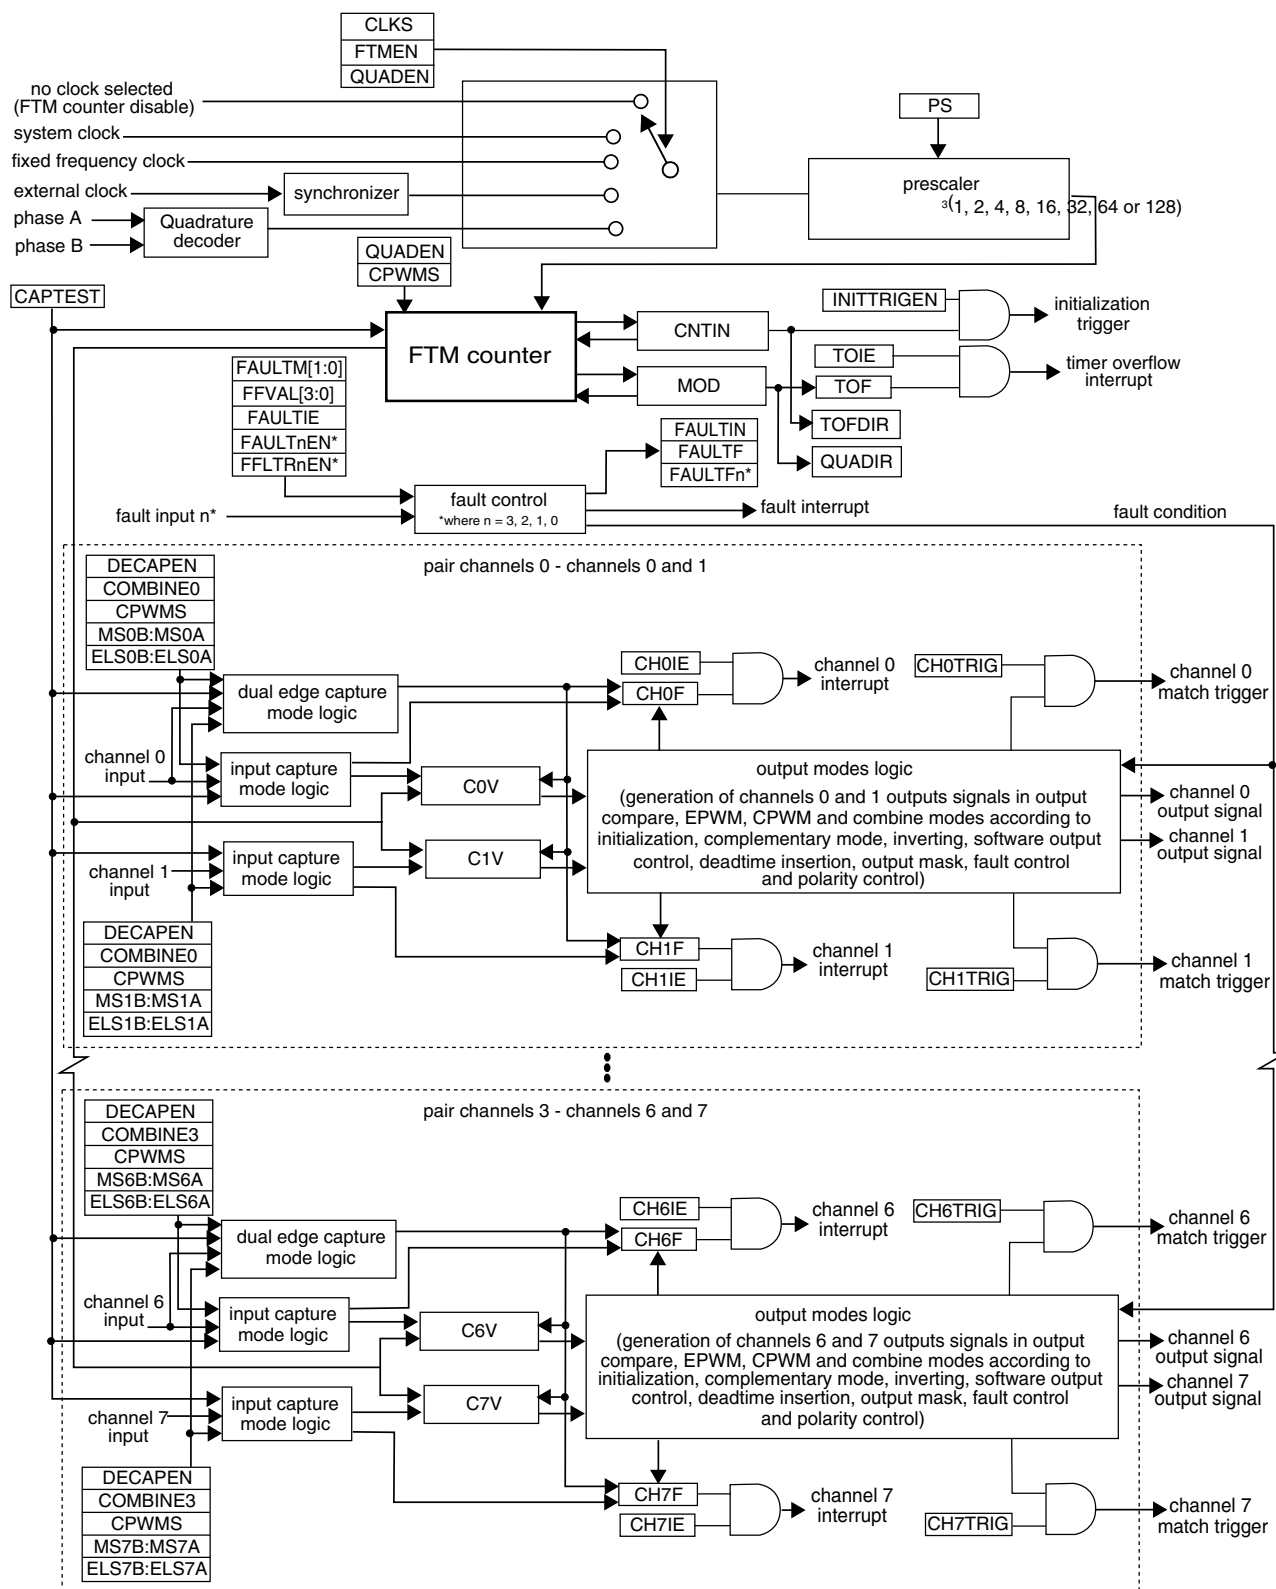 CLKS
FTMEN
QUADEN
no clock selected
(FTM counter disable)
system clock
fixed frequency clock
external clock
synchronizer
phase A
phase B
Quadrature
decoder
PS
prescaler
3(1, 2, 4, 8, 16, 32, 64 or 128)
QUADEN
CPWMS
CAPTEST
FTM counter
CNTIN
MOD
INITTRIGEN
initialization
trigger
TOIE
TOF
timer overflow
interrupt
TOFDIR
QUADIR
FAULTM[1:0]
FFVAL[3:0]
FAULTIE
FAULTnEN*
FFLTRnEN*
FAULTIN
FAULTF
FAULTFn*
fault input n*
fault control
*where n = 3, 2, 1, 0
fault interrupt
fault condition
pair channels 0 - channels 0 and 1
DECAPEN
COMBINE0
CPWMS
MS0B:MS0A
ELS0B:ELS0A
dual edge capture
mode logic
CH0IE
CH0F
channel 0
interrupt
CH0TRIG
channel 0
match trigger
channel 0
input
input capture
mode logic
C0V
output modes logic
(generation of channels 0 and 1 outputs signals in output
compare, EPWM, CPWM and combine modes according to
initialization, complementary mode, inverting, software output
control, deadtime insertion, output mask, fault control
and polarity control)
channel 0
output signal
channel 1
output signal
channel 1
input
input capture
mode logic
C1V
DECAPEN
COMBINE0
CPWMS
MS1B:MS1A
ELS1B:ELS1A
CH1F
CH1IE
channel 1
interrupt
CH1TRIG
channel 1
match trigger
pair channels 3 - channels 6 and 7
DECAPEN
COMBINE3
CPWMS
MS6B:MS6A
ELS6B:ELS6A
dual edge capture
mode logic
CH6IE
CH6F
channel 6
interrupt
CH6TRIG
channel 6
match trigger
channel 6
input
input capture
mode logic
C6V
output modes logic
(generation of channels 6 and 7 outputs signals in output
compare, EPWM, CPWM and combine modes according to
initialization, complementary mode, inverting, software output
control, deadtime insertion, output mask, fault control
and polarity control)
channel 6
output signal
channel 7
output signal
channel 7
input
input capture
mode logic
C7V
DECAPEN
COMBINE3
CPWMS
MS7B:MS7A
ELS7B:ELS7A
CH7F
CH7IE
channel 7
interrupt
CH7TRIG
channel 7
match trigger